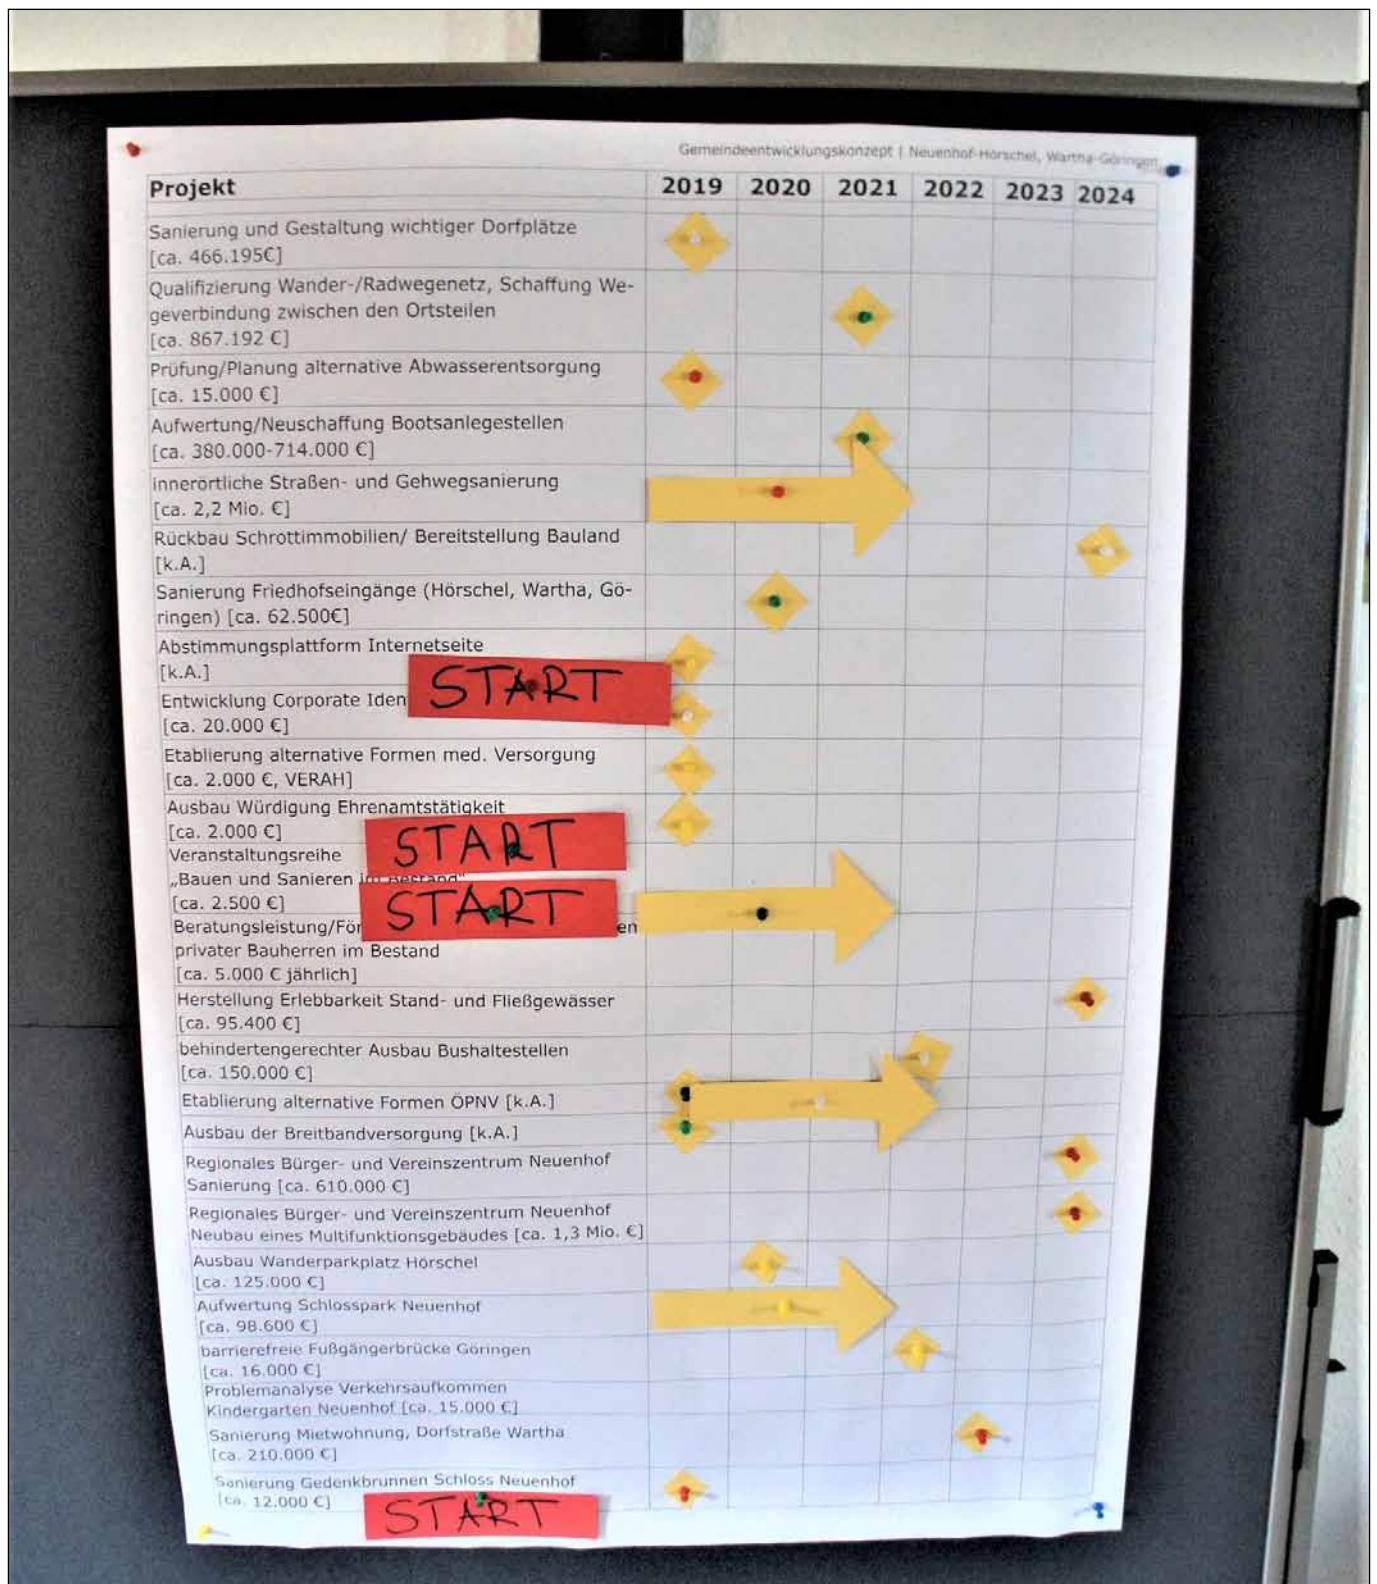 Gemeindeentwicklungskonzept | Neuenhof-Hörschel, Wartha-Göringen
Projekt 2019 2020 2021 2022 2023 2024
Sanierung und Gestaltung wichtiger Dorfplätze
[ca. 466.195€]
Qualifizierung Wander-/Radwegenetz, Schaffung We-
geverbindung zwischen den Ortsteilen
[ca. 867.192 €]
Prüfung/Planung alternative Abwasserentsorgung
[ca. 15.000 €]
Aufwertung/Neuschaffung Bootsanlegestellen
[ca. 380.000-714.000 €]
innerörtliche Straßen- und Gehwegsanierung
[ca. 2,2 Mio. €]
Rückbau Schrottimmobilien/ Bereitstellung Bauland
[k.A.]
Sanierung Friedhofseingänge (Hörschel, Wartha, Gö-
ringen) [ca. 62.500€]
Abstimmungsplattform Internetseite
[k.A.]
START
Entwicklung Corporate Iden
[ca. 20.000 €]
Etablierung alternative Formen med. Versorgung
[ca. 2.000 €, VERAH]
Ausbau Würdigung Ehrenamtstätigkeit
[ca. 2.000 €]
START
Veranstaltungsreihe
„Bauen und Sanieren im Bestand"
[ca. 2.500 €]
START
Beratungsleistung/För en
privater Bauherren im Bestand
[ca. 5.000 € jährlich]
Herstellung Erlebbarkeit Stand- und Fließgewässer
[ca. 95.400 €]
behindertengerechter Ausbau Bushaltestellen
[ca. 150.000 €]
Etablierung alternative Formen ÖPNV [k.A.]
Ausbau der Breitbandversorgung [k.A.]
Regionales Bürger- und Vereinszentrum Neuenhof
Sanierung [ca. 610.000 €]
Regionales Bürger- und Vereinszentrum Neuenhof
Neubau eines Multifunktionsgebäudes [ca. 1,3 Mio. €]
Ausbau Wanderparkplatz Hörschel
[ca. 125.000 €]
Aufwertung Schlosspark Neuenhof
[ca. 98.600 €]
barrierefreie Fußgängerbrücke Göringen
[ca. 16.000 €]
Problemanalyse Verkehrsaufkommen
Kindergarten Neuenhof [ca. 15.000 €]
Sanierung Mietwohnung, Dorfstraße Wartha
[ca. 210.000 €]
Sanierung Gedenkbrunnen Schloss Neuenhof
[ca. 12.000 €]
START